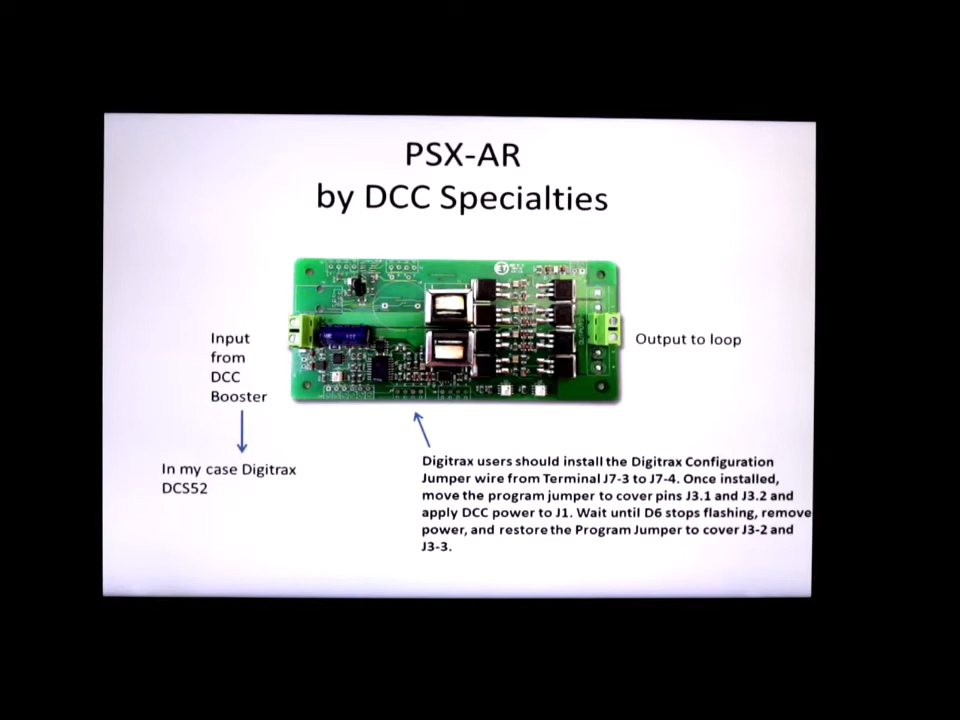 PSX-AR
by DCC Specialties
Input
from
DCC
Booster
Output to loop
In my case Digitrax
DCS52
Digitrax users should install the Digitrax Configuration
Jumper wire from Terminal J7-3 to J7-4. Once installed,
move the program jumper to cover pins J3.1 and J3.2 and
apply DCC power to J1. Wait until D6 stops flashing, remove
power, and restore the Program Jumper to cover J3-2 and
J3-3.